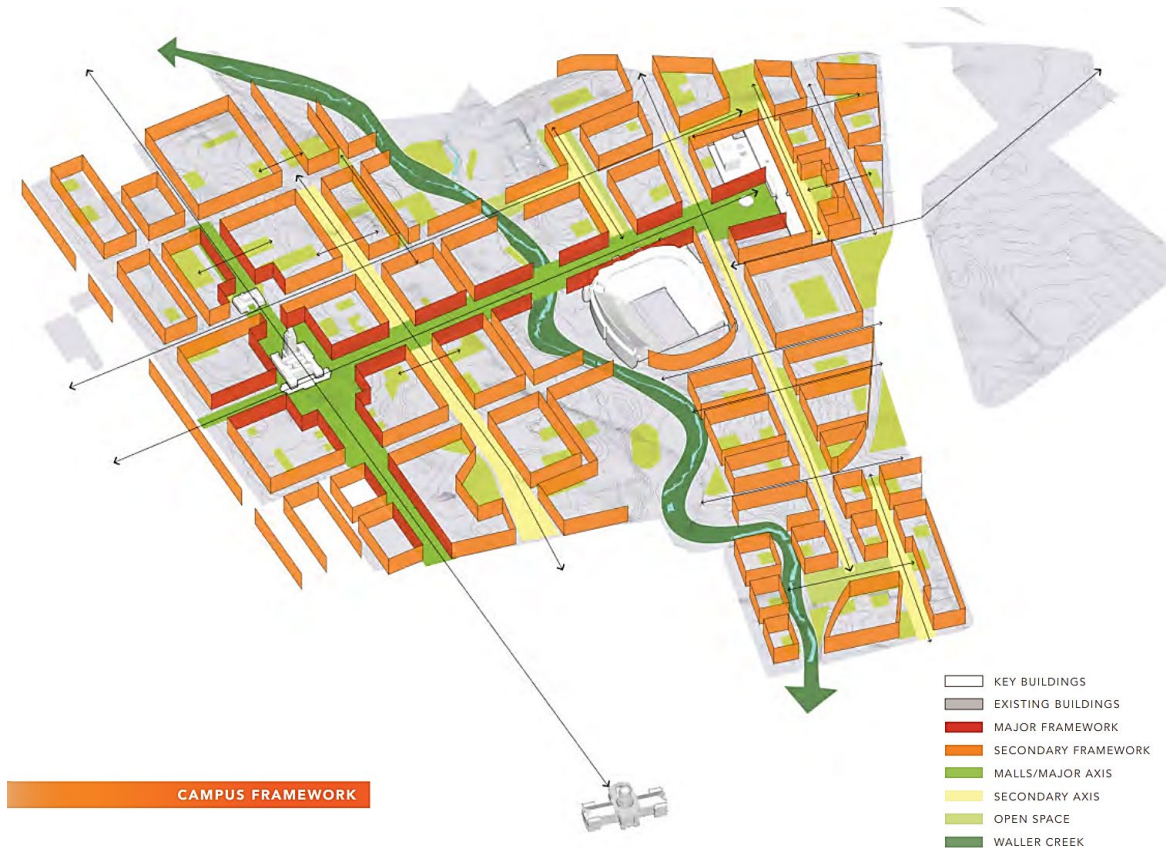 KEY BUILDINGS
EXISTING BUILDINGS
MAJOR FRAMEWORK
SECONDARY FRAMEWORK
MALLS/MAJOR AXIS
SECONDARY AXIS
OPEN SPACE
WALLER CREEK
CAMPUS FRAMEWORK